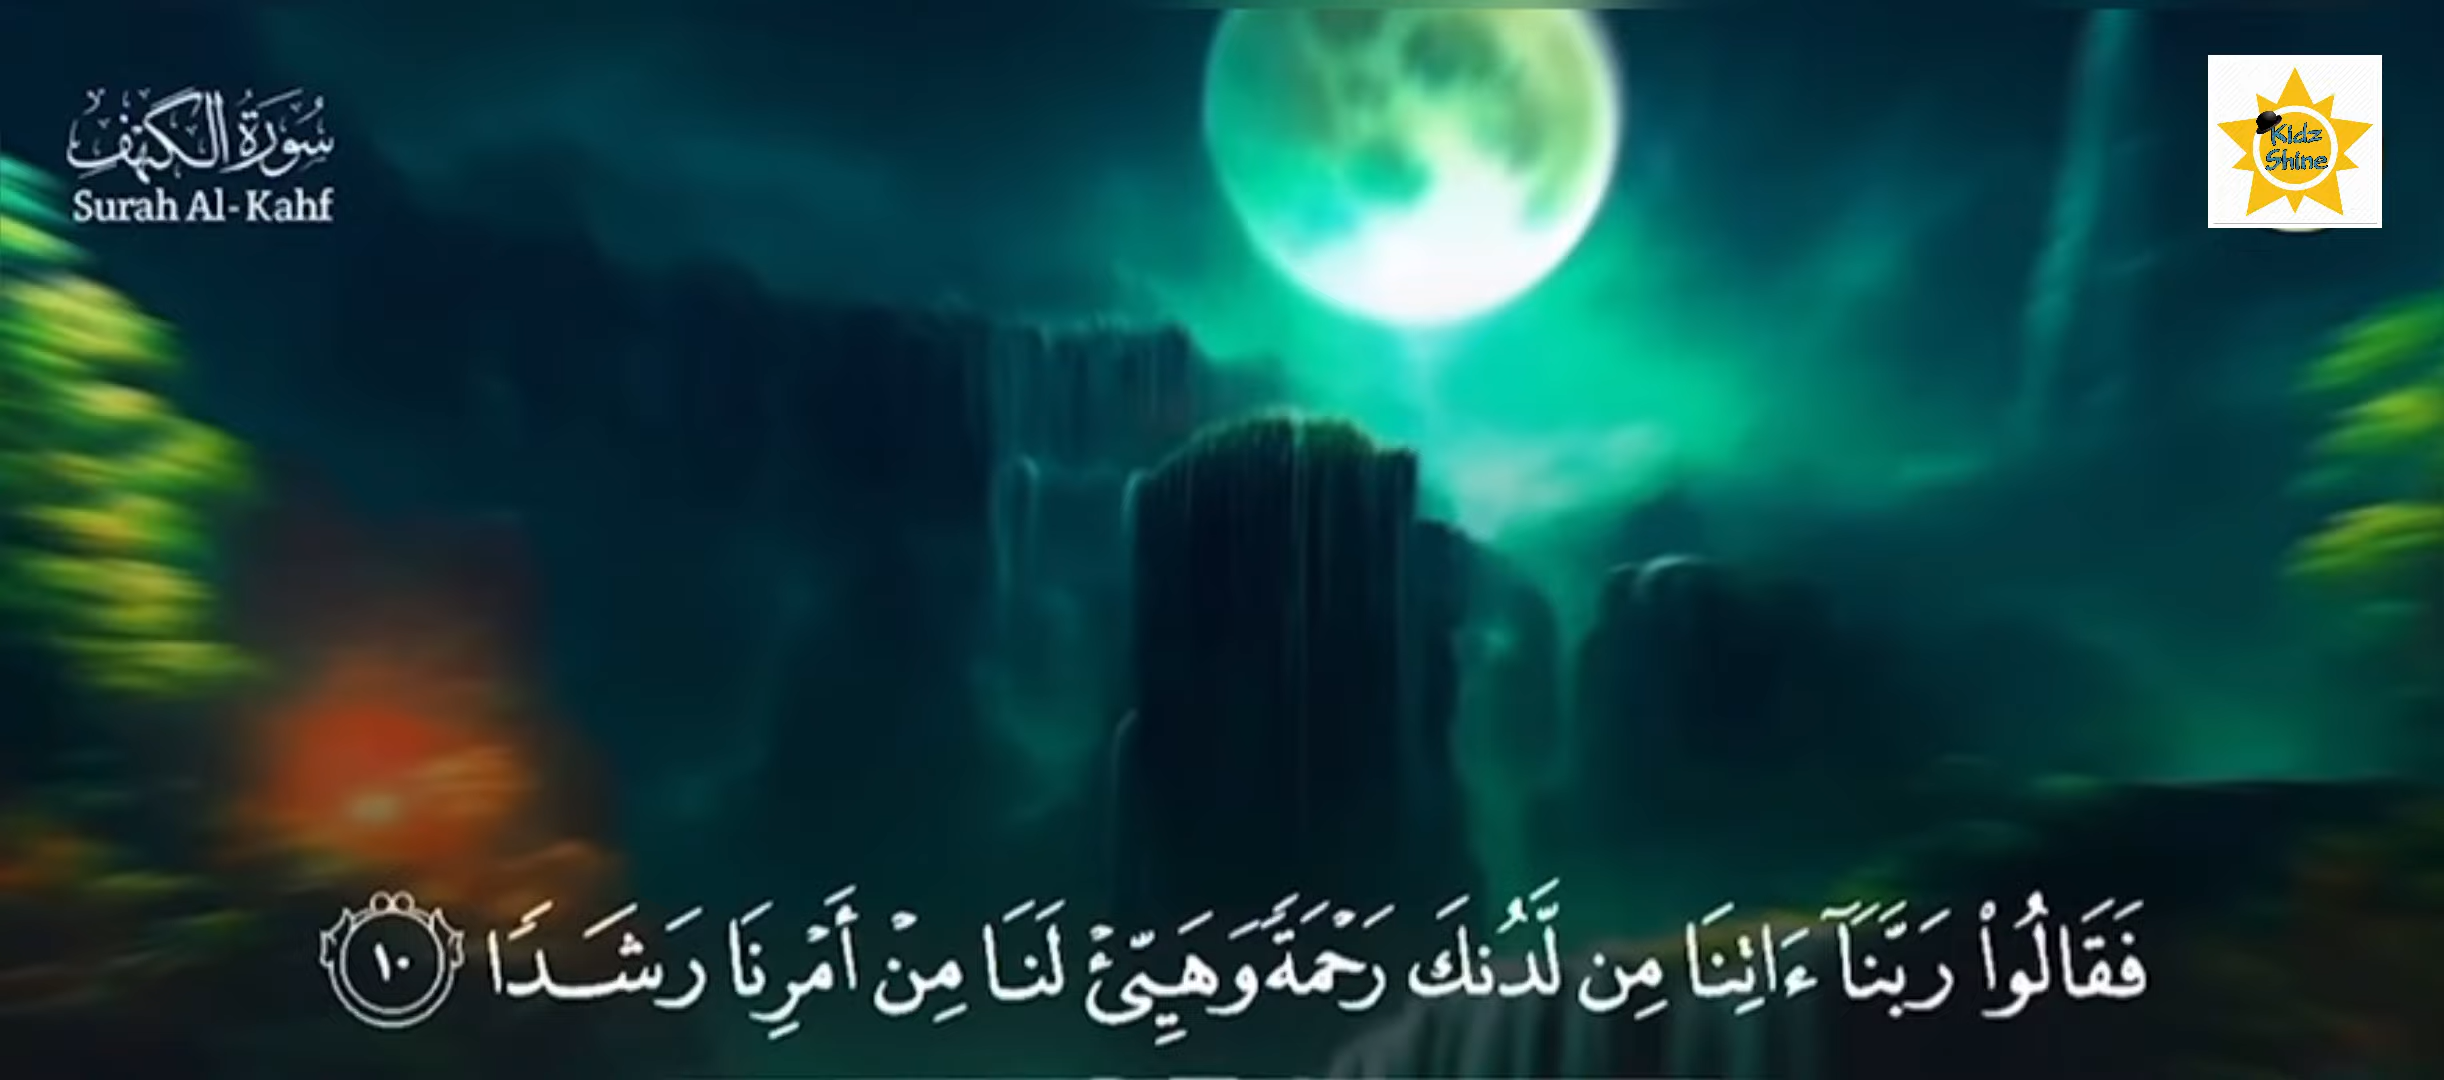 سُورَةُ الكَهْفِ
Surah Al-Kahf
Kidz
Shine
فَقَالُوا۟ رَبَّنَآ ءَاتِنَا مِن لَّدُنكَ رَحْمَةً وَهَيِّئْ لَنَا مِنْ أَمْرِنَا رَشَدًا ١٠